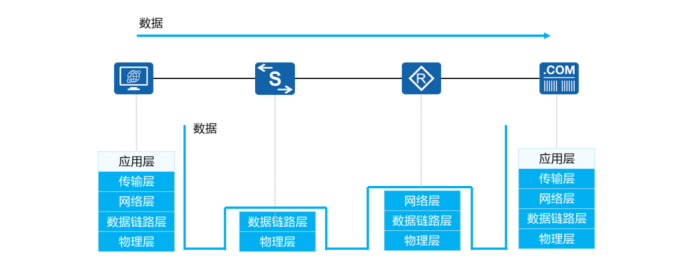 数据
S
R
.COM
数据
应用层
传输层
网络层
数据链路层
物理层
数据链路层
物理层
网络层
数据链路层
物理层
应用层
传输层
网络层
数据链路层
物理层